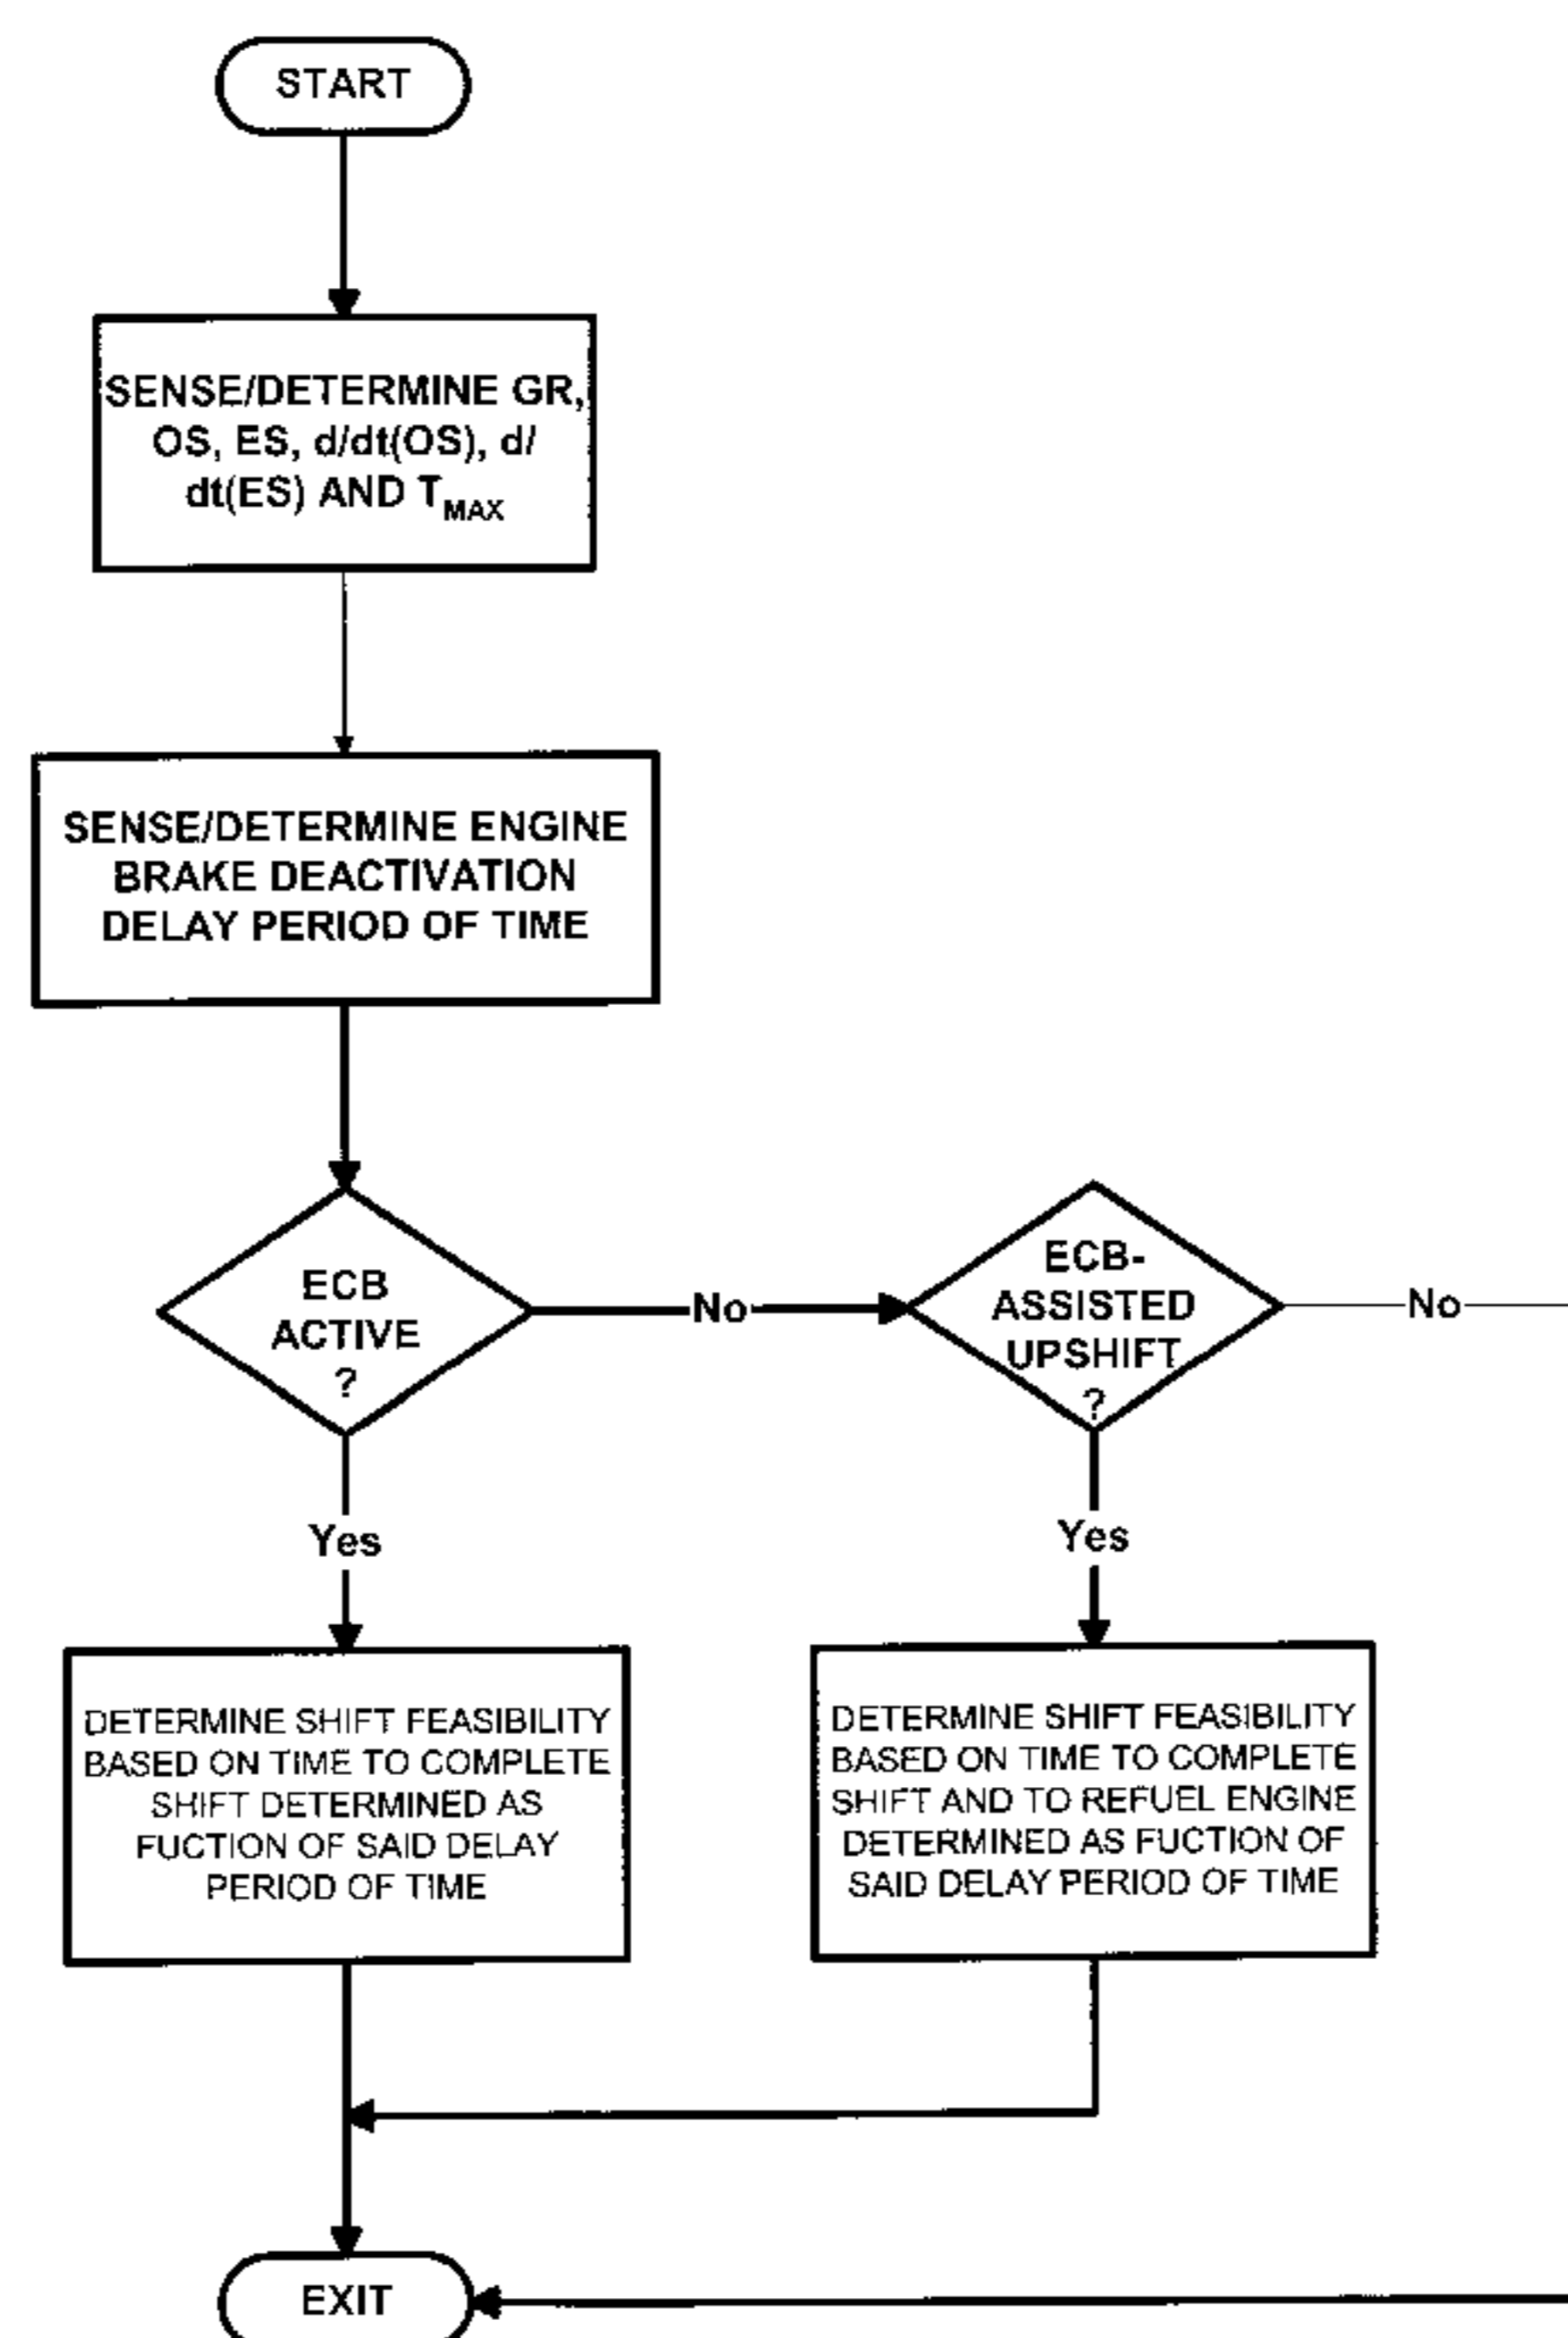 START
SENSE/DETERMINE GR,
OS, ES, d/dt(OS), d/
dt(ES) AND TMAX
SENSE/DETERMINE ENGINE
BRAKE DEACTIVATION
DELAY PERIOD OF TIME
ECB
ACTIVE
?
No
ECB-
ASSISTED
UPSHIFT
?
No
Yes
Yes
DETERMINE SHIFT FEASIBILITY
BASED ON TIME TO COMPLETE
SHIFT DETERMINED AS
FUCTION OF SAID DELAY
PERIOD OF TIME
DETERMINE SHIFT FEASIBILITY
BASED ON TIME TO COMPLETE
SHIFT AND TO REFUEL ENGINE
DETERMINED AS FUCTION OF
SAID DELAY PERIOD OF TIME
EXIT